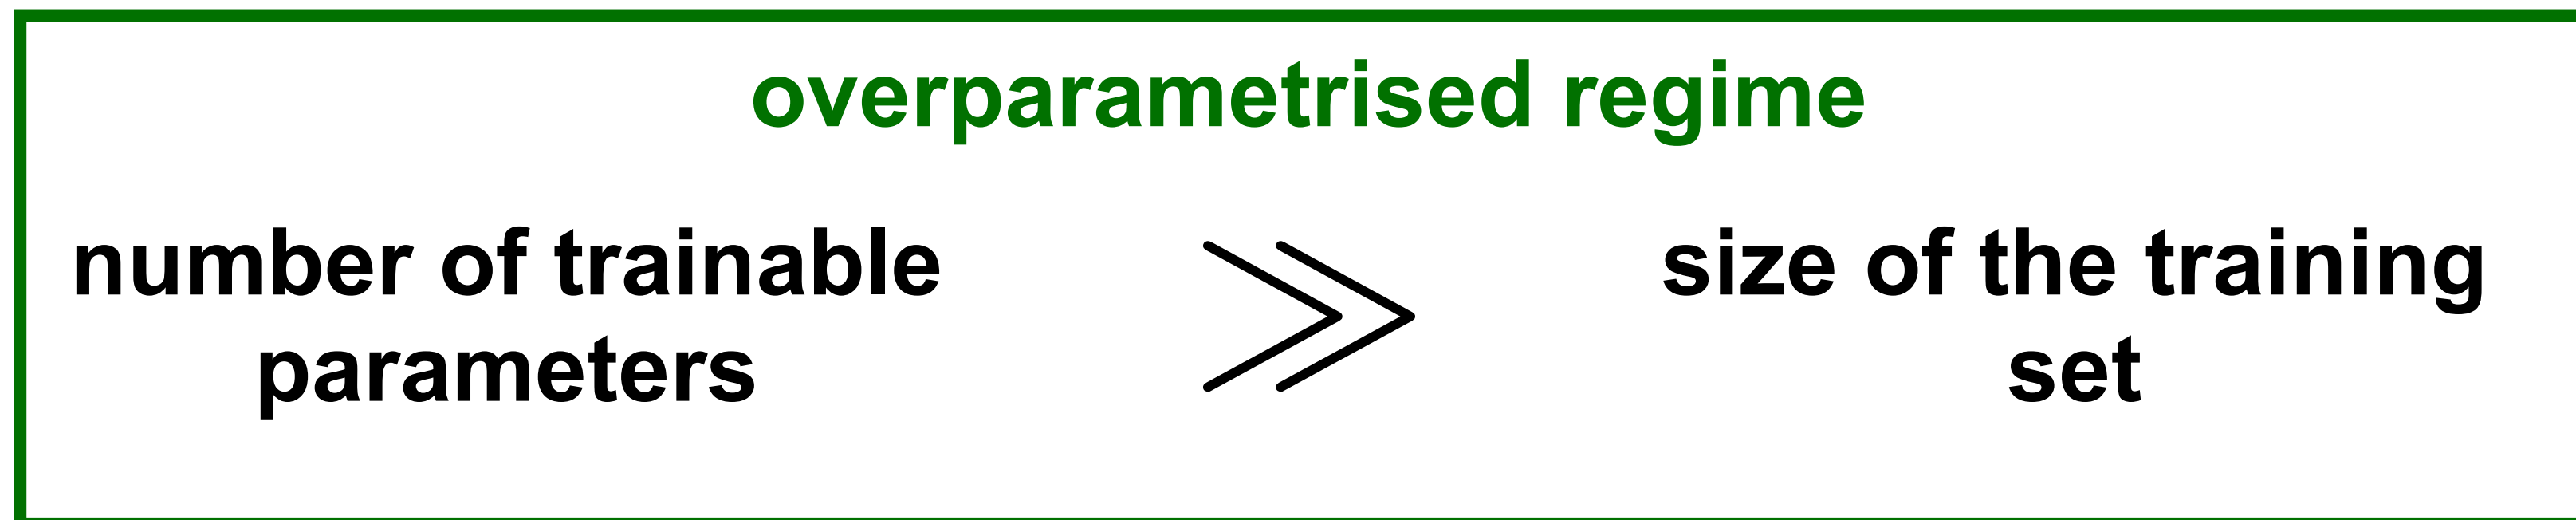 overparametrised regime
number of trainable ≫ size of the training
parameters set